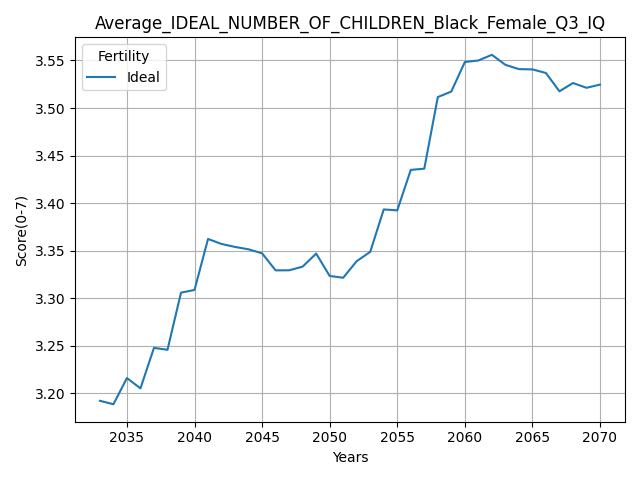 Average_IDEAL_NUMBER_OF_CHILDREN_Black_Female_Q3_IQ
Fertility
Ideal
3.55
3.50
3.45
3.40
3.35
3.30
3.25
3.20
Score(0-7)
2035 2040 2045 2050 2055 2060 2065 2070
Years